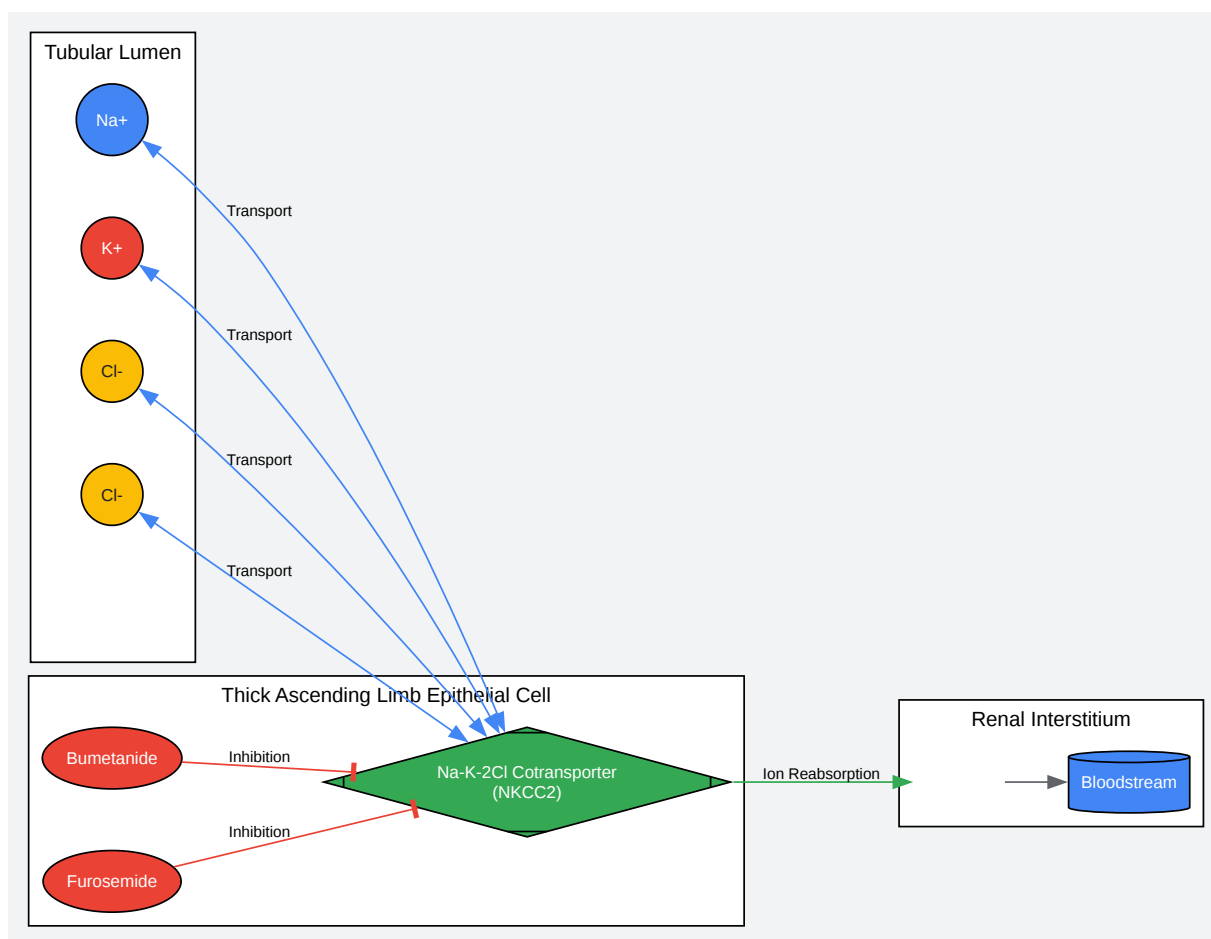 Tubular Lumen
Na+
Transport
K+
Transport
Cl-
Transport
Cl-
Transport
Thick Ascending Limb Epithelial Cell
Bumetanide
Inhibition
Na-K-2Cl Cotransporter
(NKCC2)
Inhibition
Furosemide
Ion Reabsorption
Renal Interstitium
Bloodstream